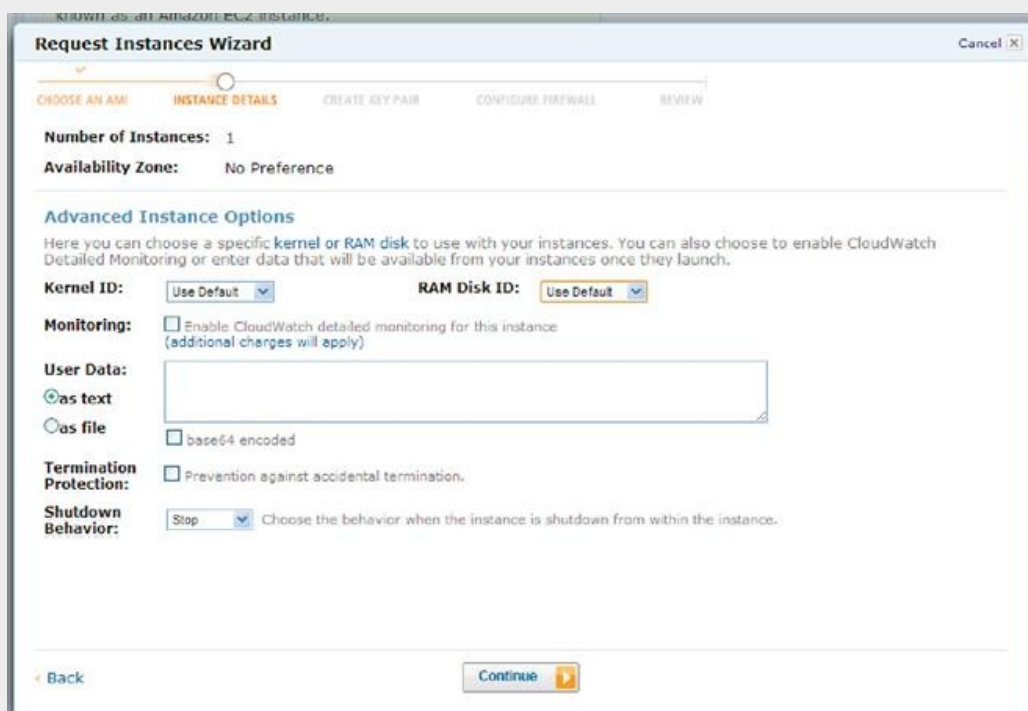 known as an Amazon EC2 instance.
Request Instances Wizard
Cancel X
CHOOSE AN AMI INSTANCE DETAILS CREATE KEY PAIR CONFIGURE FIREWALL REVIEW
Number of Instances: 1
Availability Zone: No Preference
Advanced Instance Options
Here you can choose a specific kernel or RAM disk to use with your instances. You can also choose to enable CloudWatch
Detailed Monitoring or enter data that will be available from your instances once they launch.
Kernel ID: Use Default RAM Disk ID: Use Default
Monitoring: Enable CloudWatch detailed monitoring for this instance
(additional charges will apply)
User Data:
as text
as file
base64 encoded
Termination
Protection: Prevention against accidental termination.
Shutdown
Behavior: Stop Choose the behavior when the instance is shutdown from within the instance.
Back
Continue